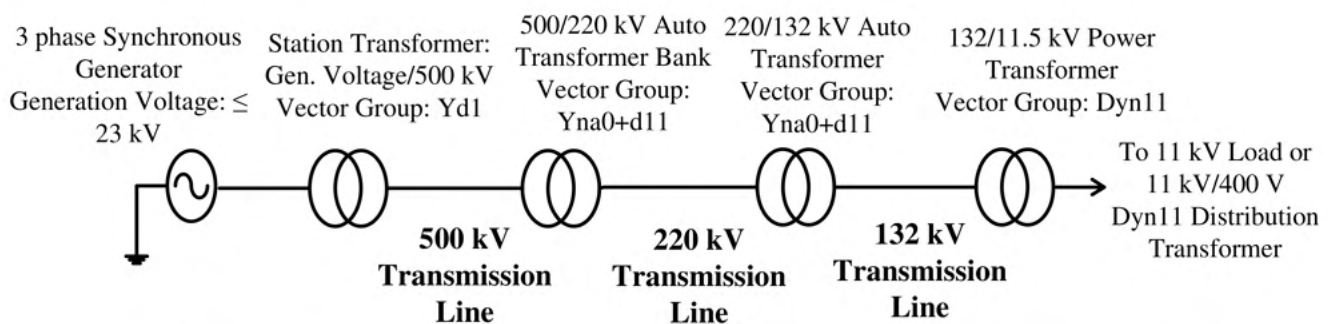 3 phase Synchronous
Generator
Generation Voltage: ≤
23 kV
Station Transformer:
Gen. Voltage/500 kV
Vector Group: Yd1
500/220 kV Auto
Transformer Bank
Vector Group:
Yna0+d11
220/132 kV Auto
Transformer
Vector Group:
Yna0+d11
132/11.5 kV Power
Transformer
Vector Group: Dyn11
To 11 kV Load or
11 kV/400 V
Dyn11 Distribution
Transformer
500 kV
Transmission
Line
220 kV
Transmission
Line
132 kV
Transmission
Line